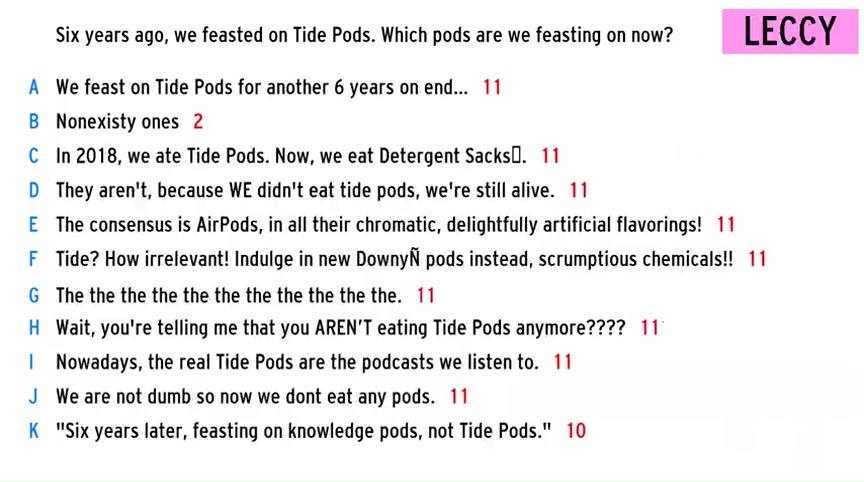 Six years ago, we feasted on Tide Pods. Which pods are we feasting on now?
LECCY
A We feast on Tide Pods for another 6 years on end... 11
B Nonexisty ones 2
C In 2018, we ate Tide Pods. Now, we eat Detergent Sacks▯. 11
D They aren't, because WE didn't eat tide pods, we're still alive. 11
E The consensus is AirPods, in all their chromatic, delightfully artificial flavorings! 11
F Tide? How irrelevant! Indulge in new DownyÑ pods instead, scrumptious chemicals!! 11
G The the the the the the the the the the the. 11
H Wait, you're telling me that you AREN'T eating Tide Pods anymore???? 11
I Nowadays, the real Tide Pods are the podcasts we listen to. 11
J We are not dumb so now we dont eat any pods. 11
K "Six years later, feasting on knowledge pods, not Tide Pods." 10